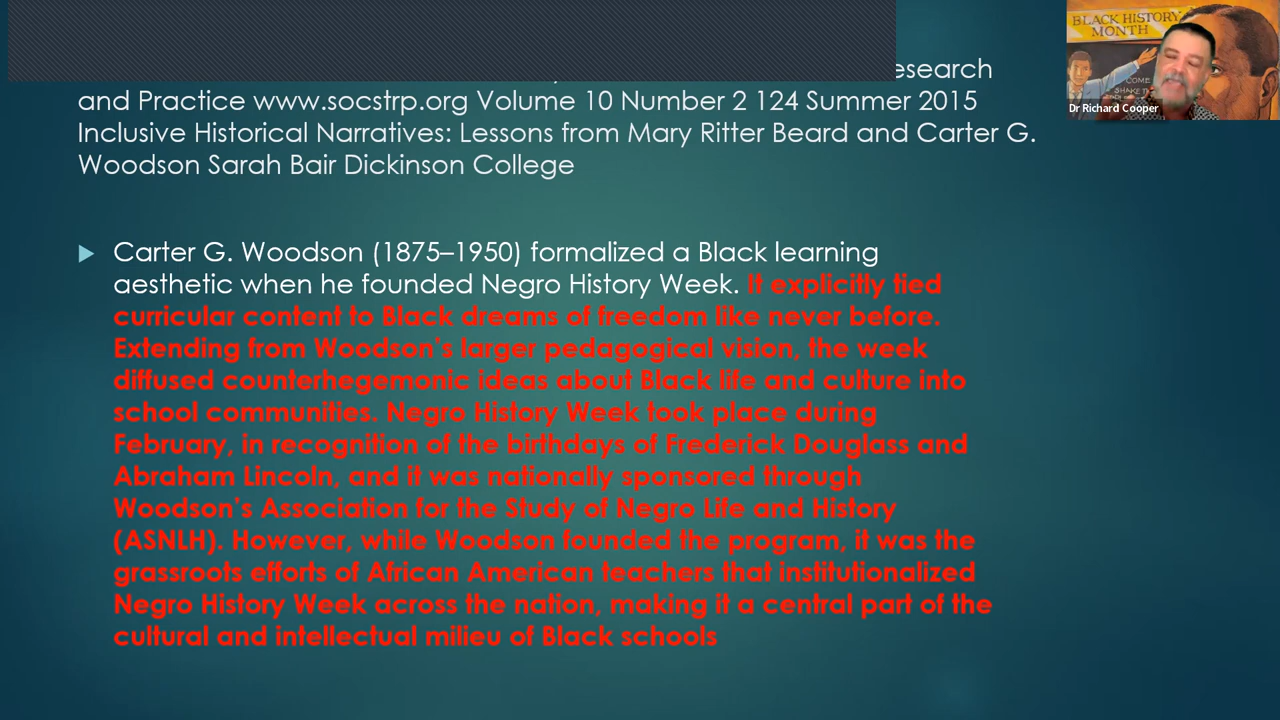 esearch
and Practice www.socstrp.org Volume 10 Number 2 124 Summer 2015
Inclusive Historical Narratives: Lessons from Mary Ritter Beard and Carter G.
Woodson Sarah Bair Dickinson College
Carter G. Woodson (1875–1950) formalized a Black learning
aesthetic when he founded Negro History Week. It explicitly tied
curricular content to Black dreams of freedom like never before.
Extending from Woodson's larger pedagogical vision, the week
diffused counterhegemonic ideas about Black life and culture into
school communities. Negro History Week took place during
February, in recognition of the birthdays of Frederick Douglass and
Abraham Lincoln, and it was nationally sponsored through
Woodson's Association for the Study of Negro Life and History
(ASNLH). However, while Woodson founded the program, it was the
grassroots efforts of African American teachers that institutionalized
Negro History Week across the nation, making it a central part of the
cultural and intellectual milieu of Black schools
BLACK HISTORY
MONTH
COME
SHAKE
Dr Richard Cooper